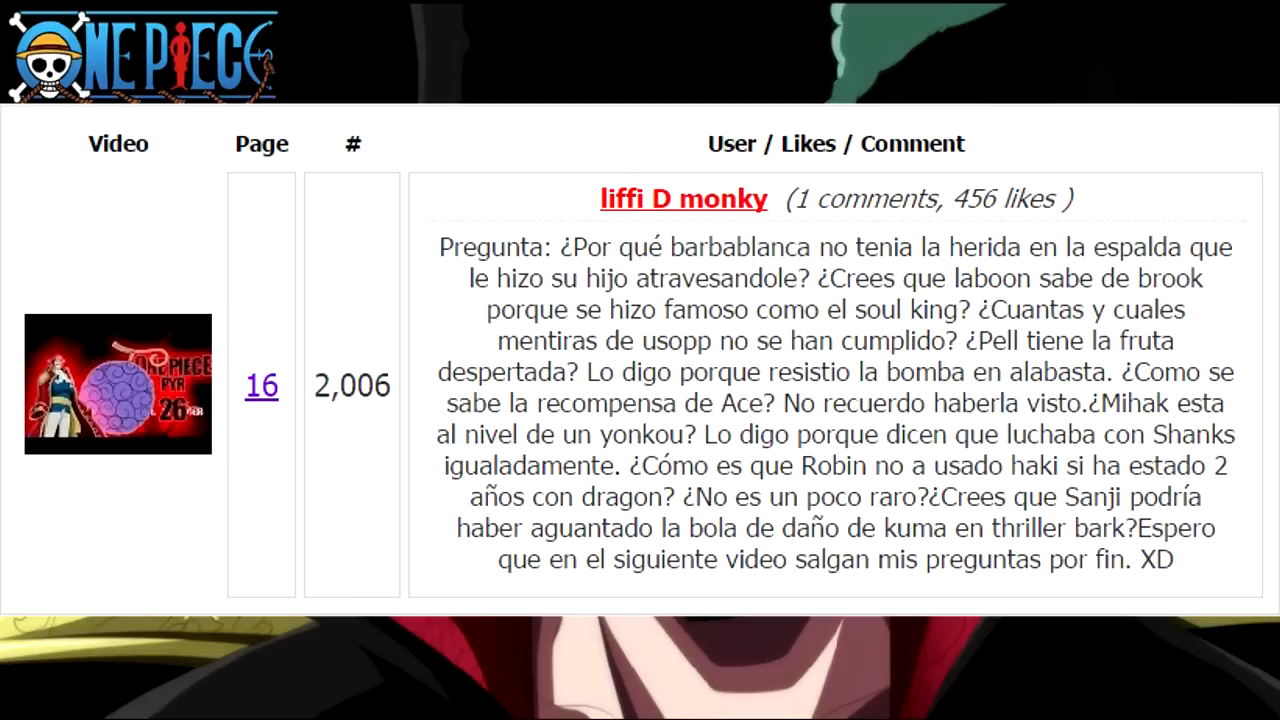 ONE PIECE
Video Page # User / Likes / Comment
liffi D monky (1 comments, 456 likes )
Pregunta: ¿Por qué barbablanca no tenia la herida en la espalda que
le hizo su hijo atravesandole? ¿Crees que laboon sabe de brook
porque se hizo famoso como el soul king? ¿Cuantas y cuales
mentiras de usopp no se han cumplido? ¿Pell tiene la fruta
despertada? Lo digo porque resistio la bomba en alabasta. ¿Como se
sabe la recompensa de Ace? No recuerdo haberla visto.¿Mihak esta
al nivel de un yonkou? Lo digo porque dicen que luchaba con Shanks
igualadamente. ¿Cómo es que Robin no a usado haki si ha estado 2
años con dragon? ¿No es un poco raro?¿Crees que Sanji podría
haber aguantado la bola de daño de kuma en thriller bark?Espero
que en el siguiente video salgan mis preguntas por fin. XD
16 2,006
ONE PIECE
PYR
26